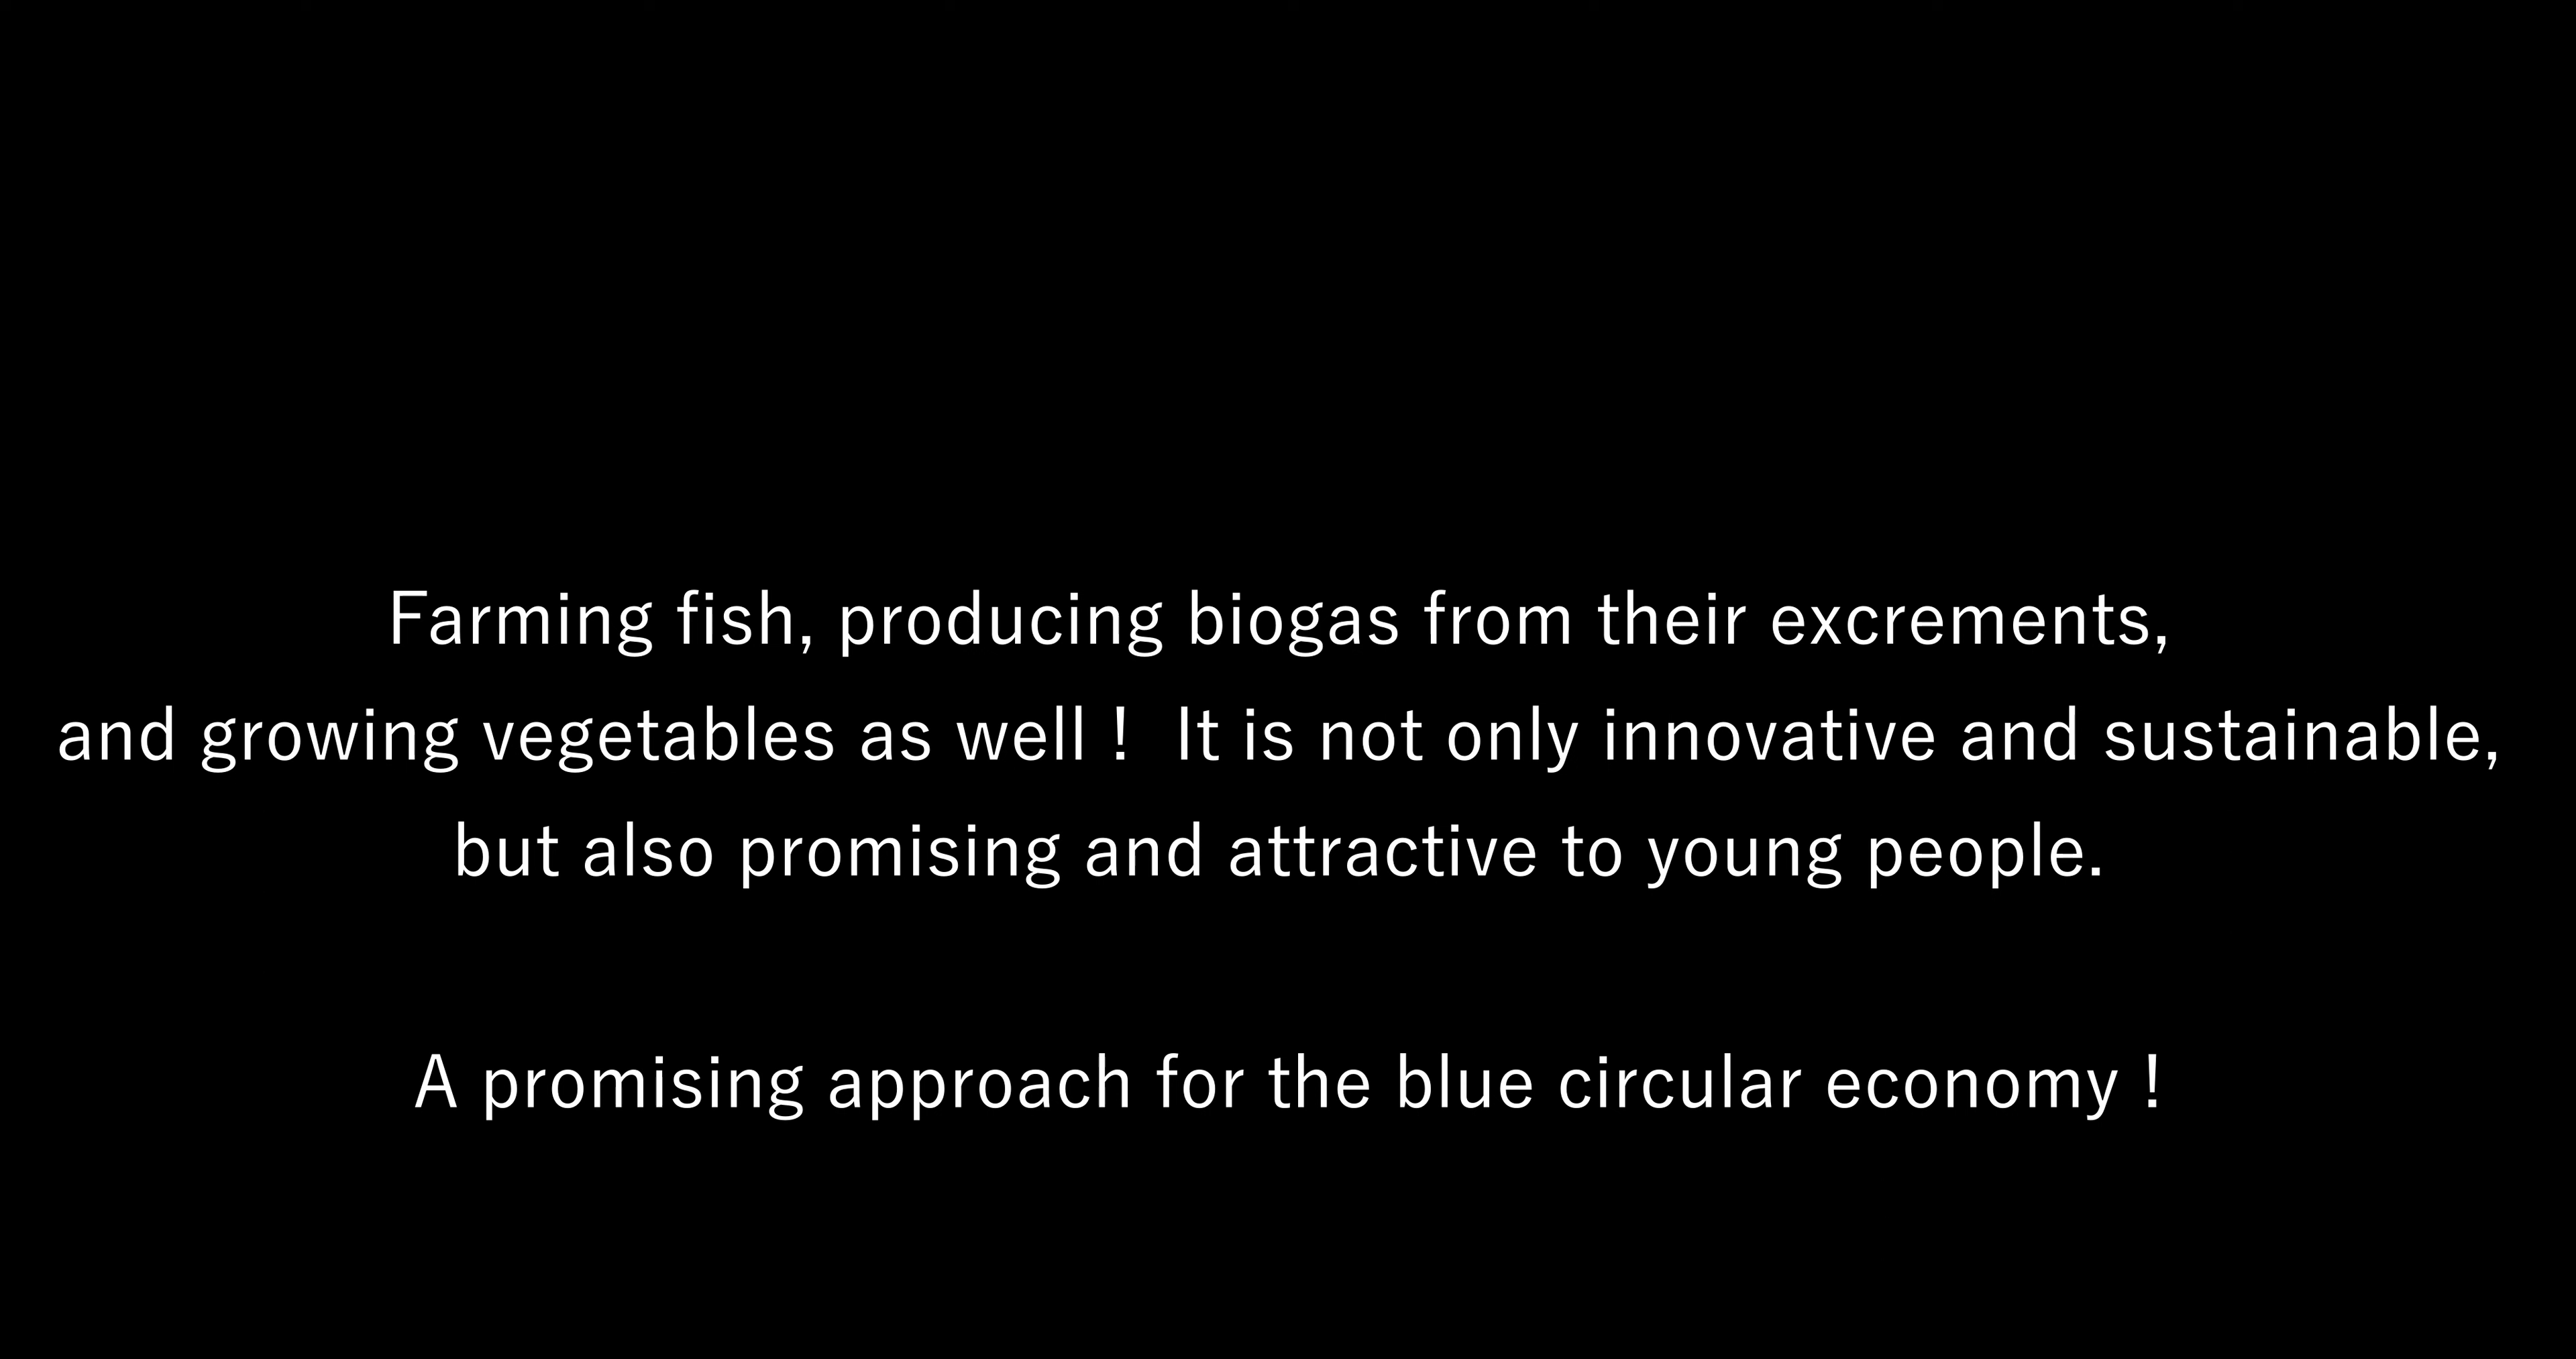 Farming fish, producing biogas from their excrements,
and growing vegetables as well !  It is not only innovative and sustainable,
but also promising and attractive to young people.
A promising approach for the blue circular economy !